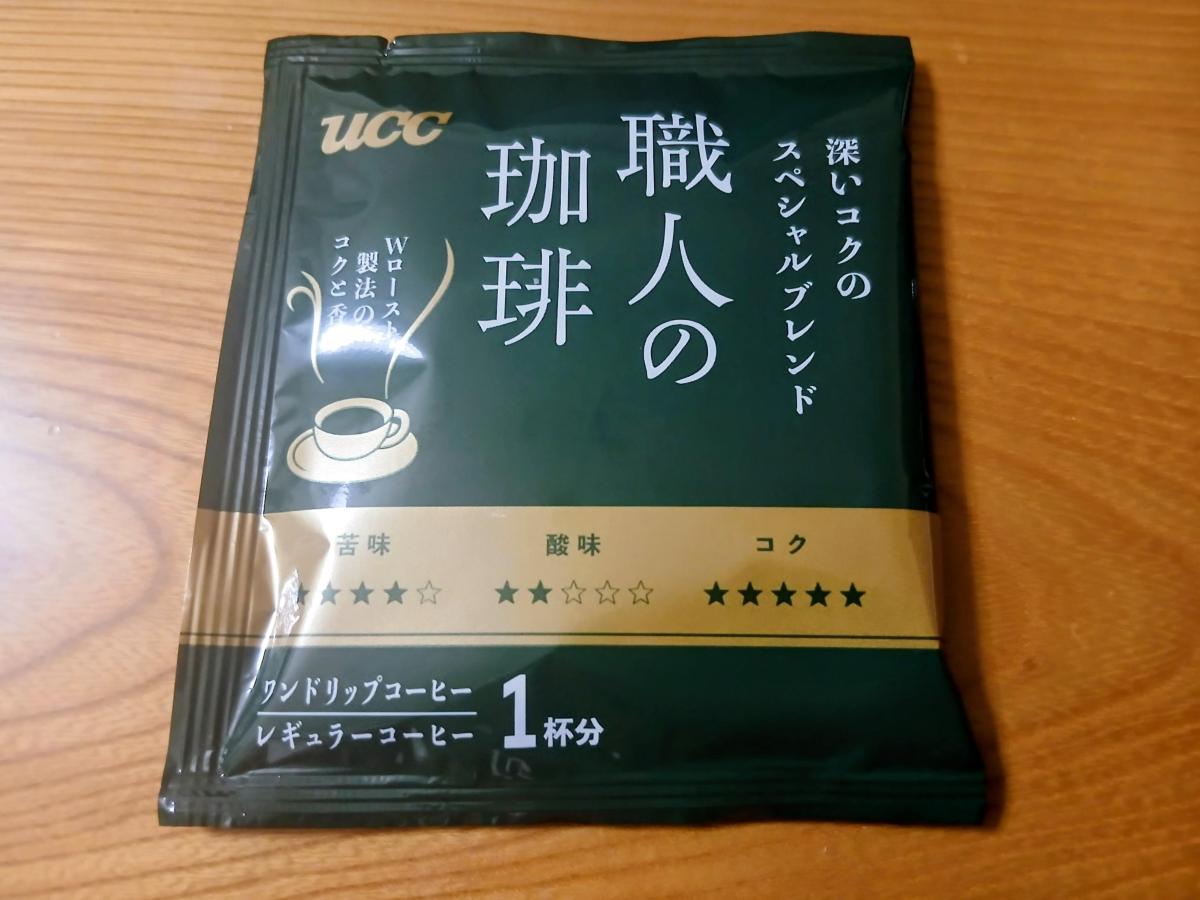 UCC
深いコクの
スペシャルブレンド
職人の
珈琲
Wロースト
製法の
コクと香
苦味
酸味
コク
★★★★☆
★★☆☆☆
★★★★★
ワンドリップコーヒー
レギュラーコーヒー
1杯分